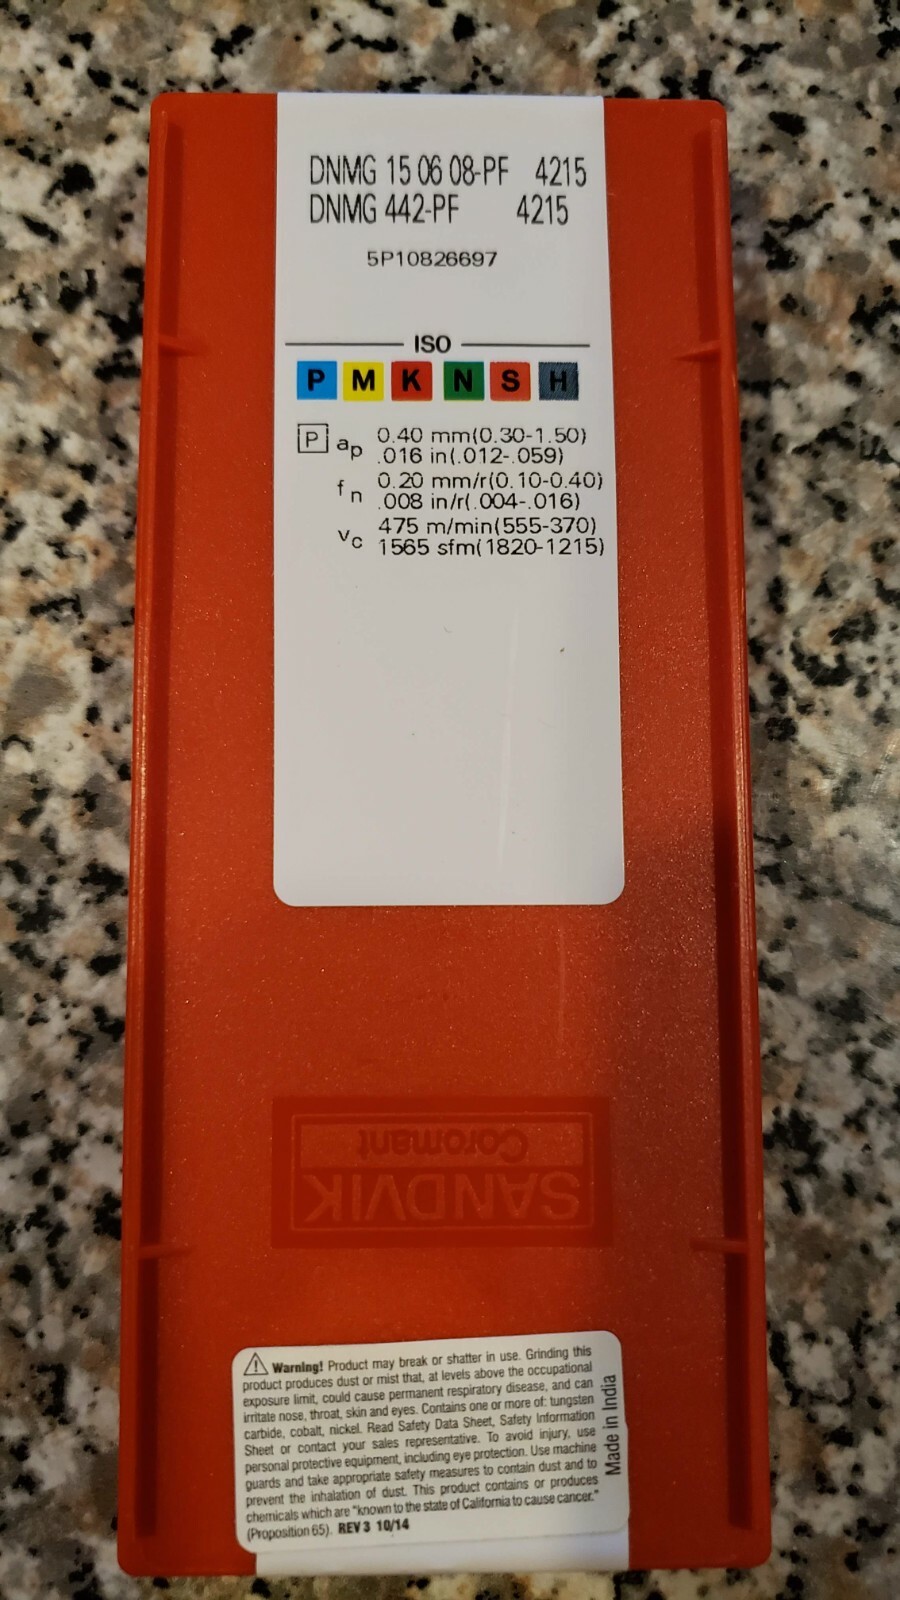 DNMG 15 06 08-PF 4215
DNMG 442-PF 4215
5P10826697
ISO
P M K N S H
P ap 0.40 mm(0.30-1.50)
.016 in(.012-.059)
fn 0.20 mm/r(0.10-0.40)
.008 in/r(.004-.016)
vc 475 m/min(555-370)
1565 sfm(1820-1215)
SANDVIK
Coromant
Warning! Product may break or shatter in use. Grinding this
product produces dust or mist that, at levels above the occupational
exposure limit, could cause permanent respiratory disease, and can
irritate nose, throat, skin and eyes. Contains one or more of: tungsten
carbide, cobalt, nickel. Read Safety Data Sheet, Safety Information
Sheet or contact your sales representative. To avoid injury, use
personal protective equipment, including eye protection. Use machine
guards and take appropriate safety measures to contain dust and to
prevent the inhalation of dust. This product contains or produces
chemicals which are "known to the state of California to cause cancer."
(Proposition 65). REV 3 10/14
Made in India